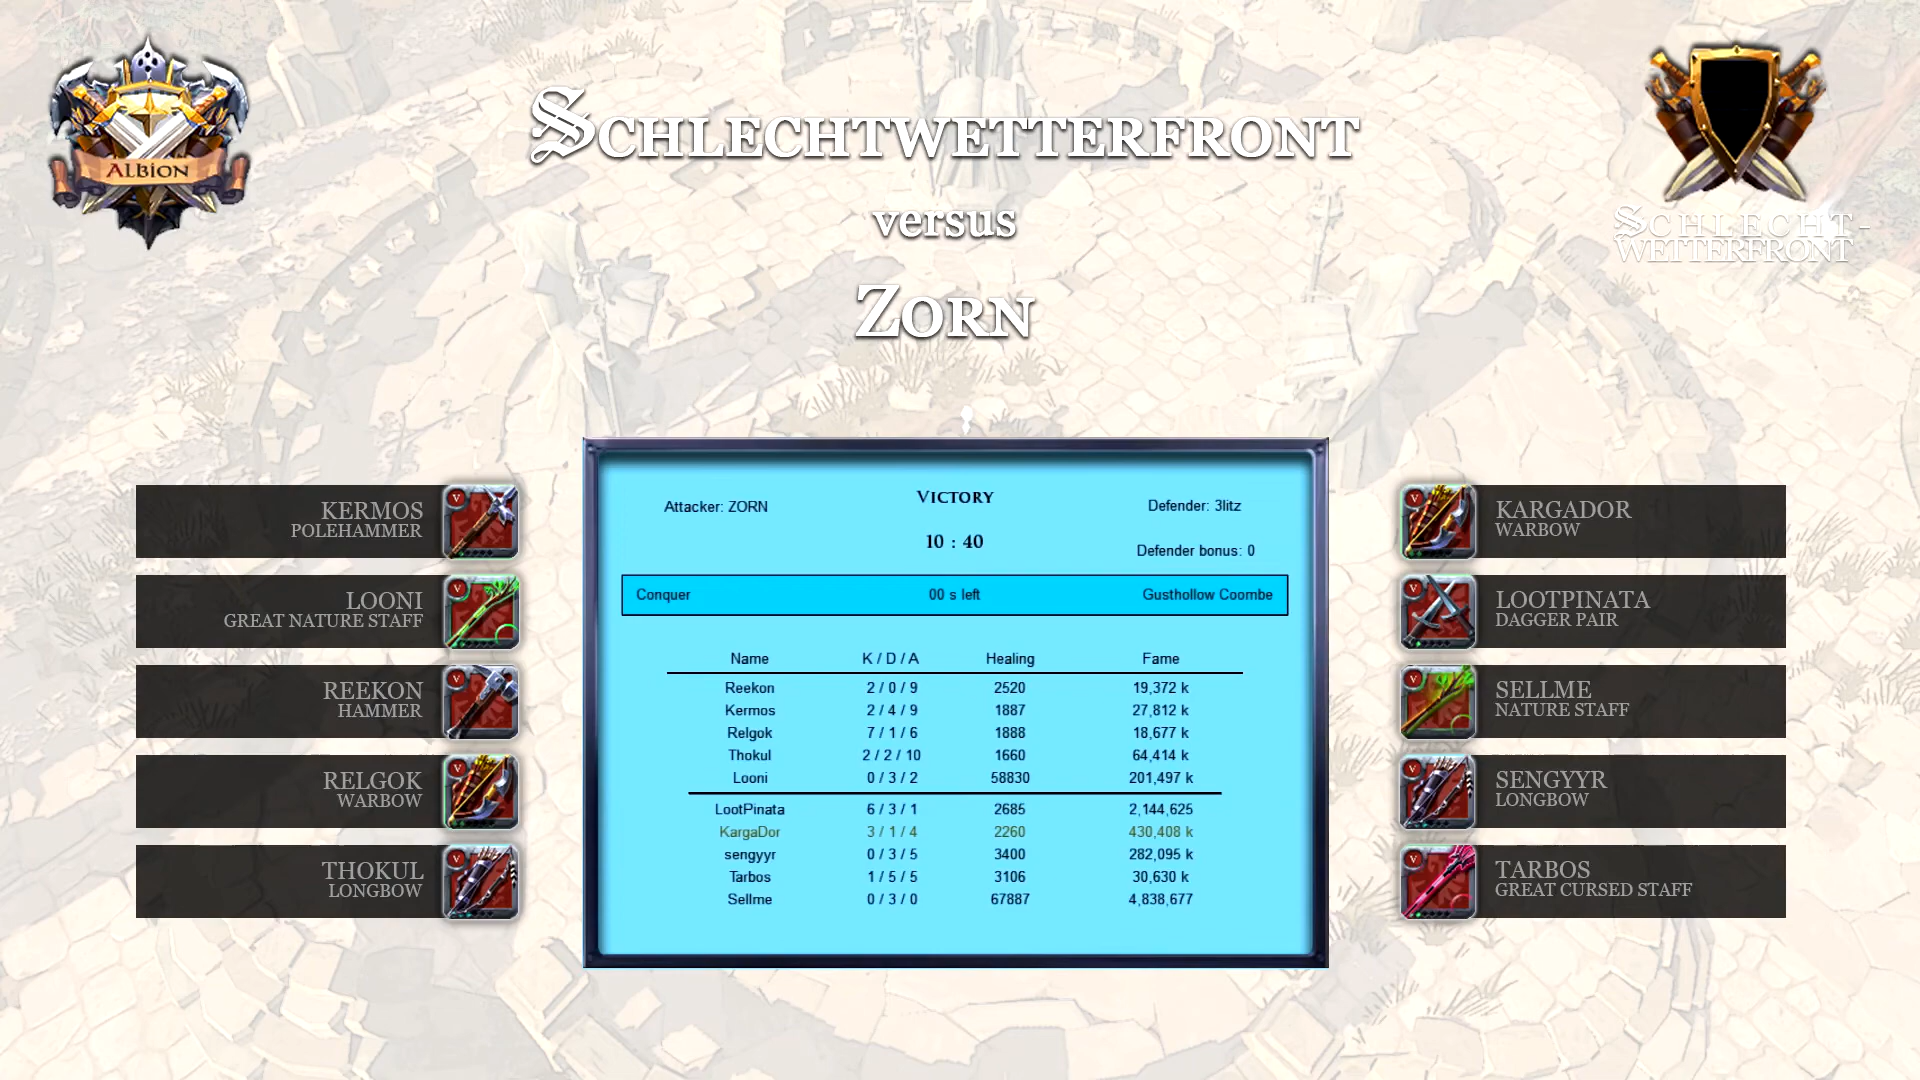 ALBION
SCHLECHTWETTERFRONT
versus
ZORN
SCHLECHT-
WETTERFRONT
KERMOS
POLEHAMMER
LOONI
GREAT NATURE STAFF
REEKON
HAMMER
RELGOK
WARBOW
THOKUL
LONGBOW
Attacker: ZORN
VICTORY
Defender: 3litz
10 : 40
Defender bonus: 0
Conquer 00 s left Gusthollow Coombe
Name K / D / A Healing Fame
Reekon 2 / 0 / 9 2520 19,372 k
Kermos 2 / 4 / 9 1887 27,812 k
Relgok 7 / 1 / 6 1888 18,677 k
Thokul 2 / 2 / 10 1660 64,414 k
Looni 0 / 3 / 2 58830 201,497 k
LootPinata 6 / 3 / 1 2685 2,144,625
KargaDor 3 / 1 / 4 2260 430,408 k
sengyyr 0 / 3 / 5 3400 282,095 k
Tarbos 1 / 5 / 5 3106 30,630 k
Sellme 0 / 3 / 0 67887 4,838,677
V
V
V
V
V
V
V
V
V
V
KARGADOR
WARBOW
LOOTPINATA
DAGGER PAIR
SELLME
NATURE STAFF
SENGYYR
LONGBOW
TARBOS
GREAT CURSED STAFF